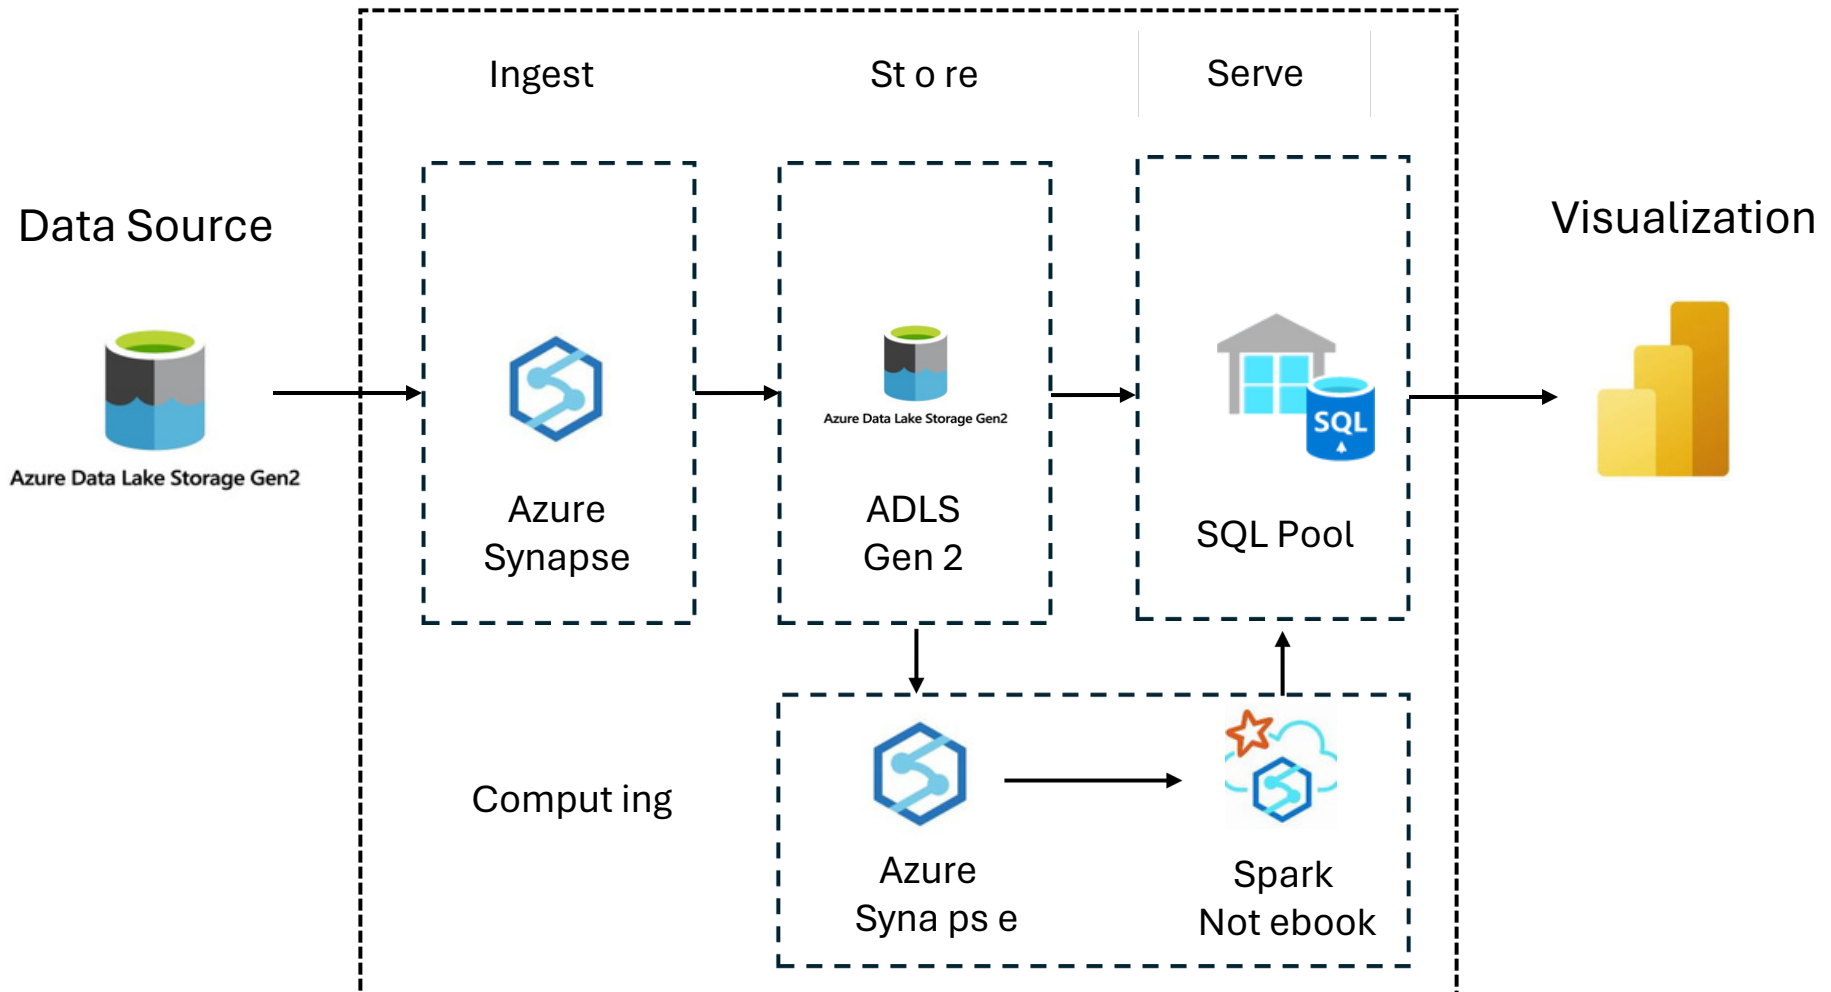 Ingest
St o re
Serve
Data Source
Visualization
Azure Data Lake Storage Gen2
Azure Data Lake Storage Gen2
SQL
Azure
Synapse
ADLS
Gen 2
SQL Pool
Comput ing
Azure
Syna ps e
Spark
Not ebook